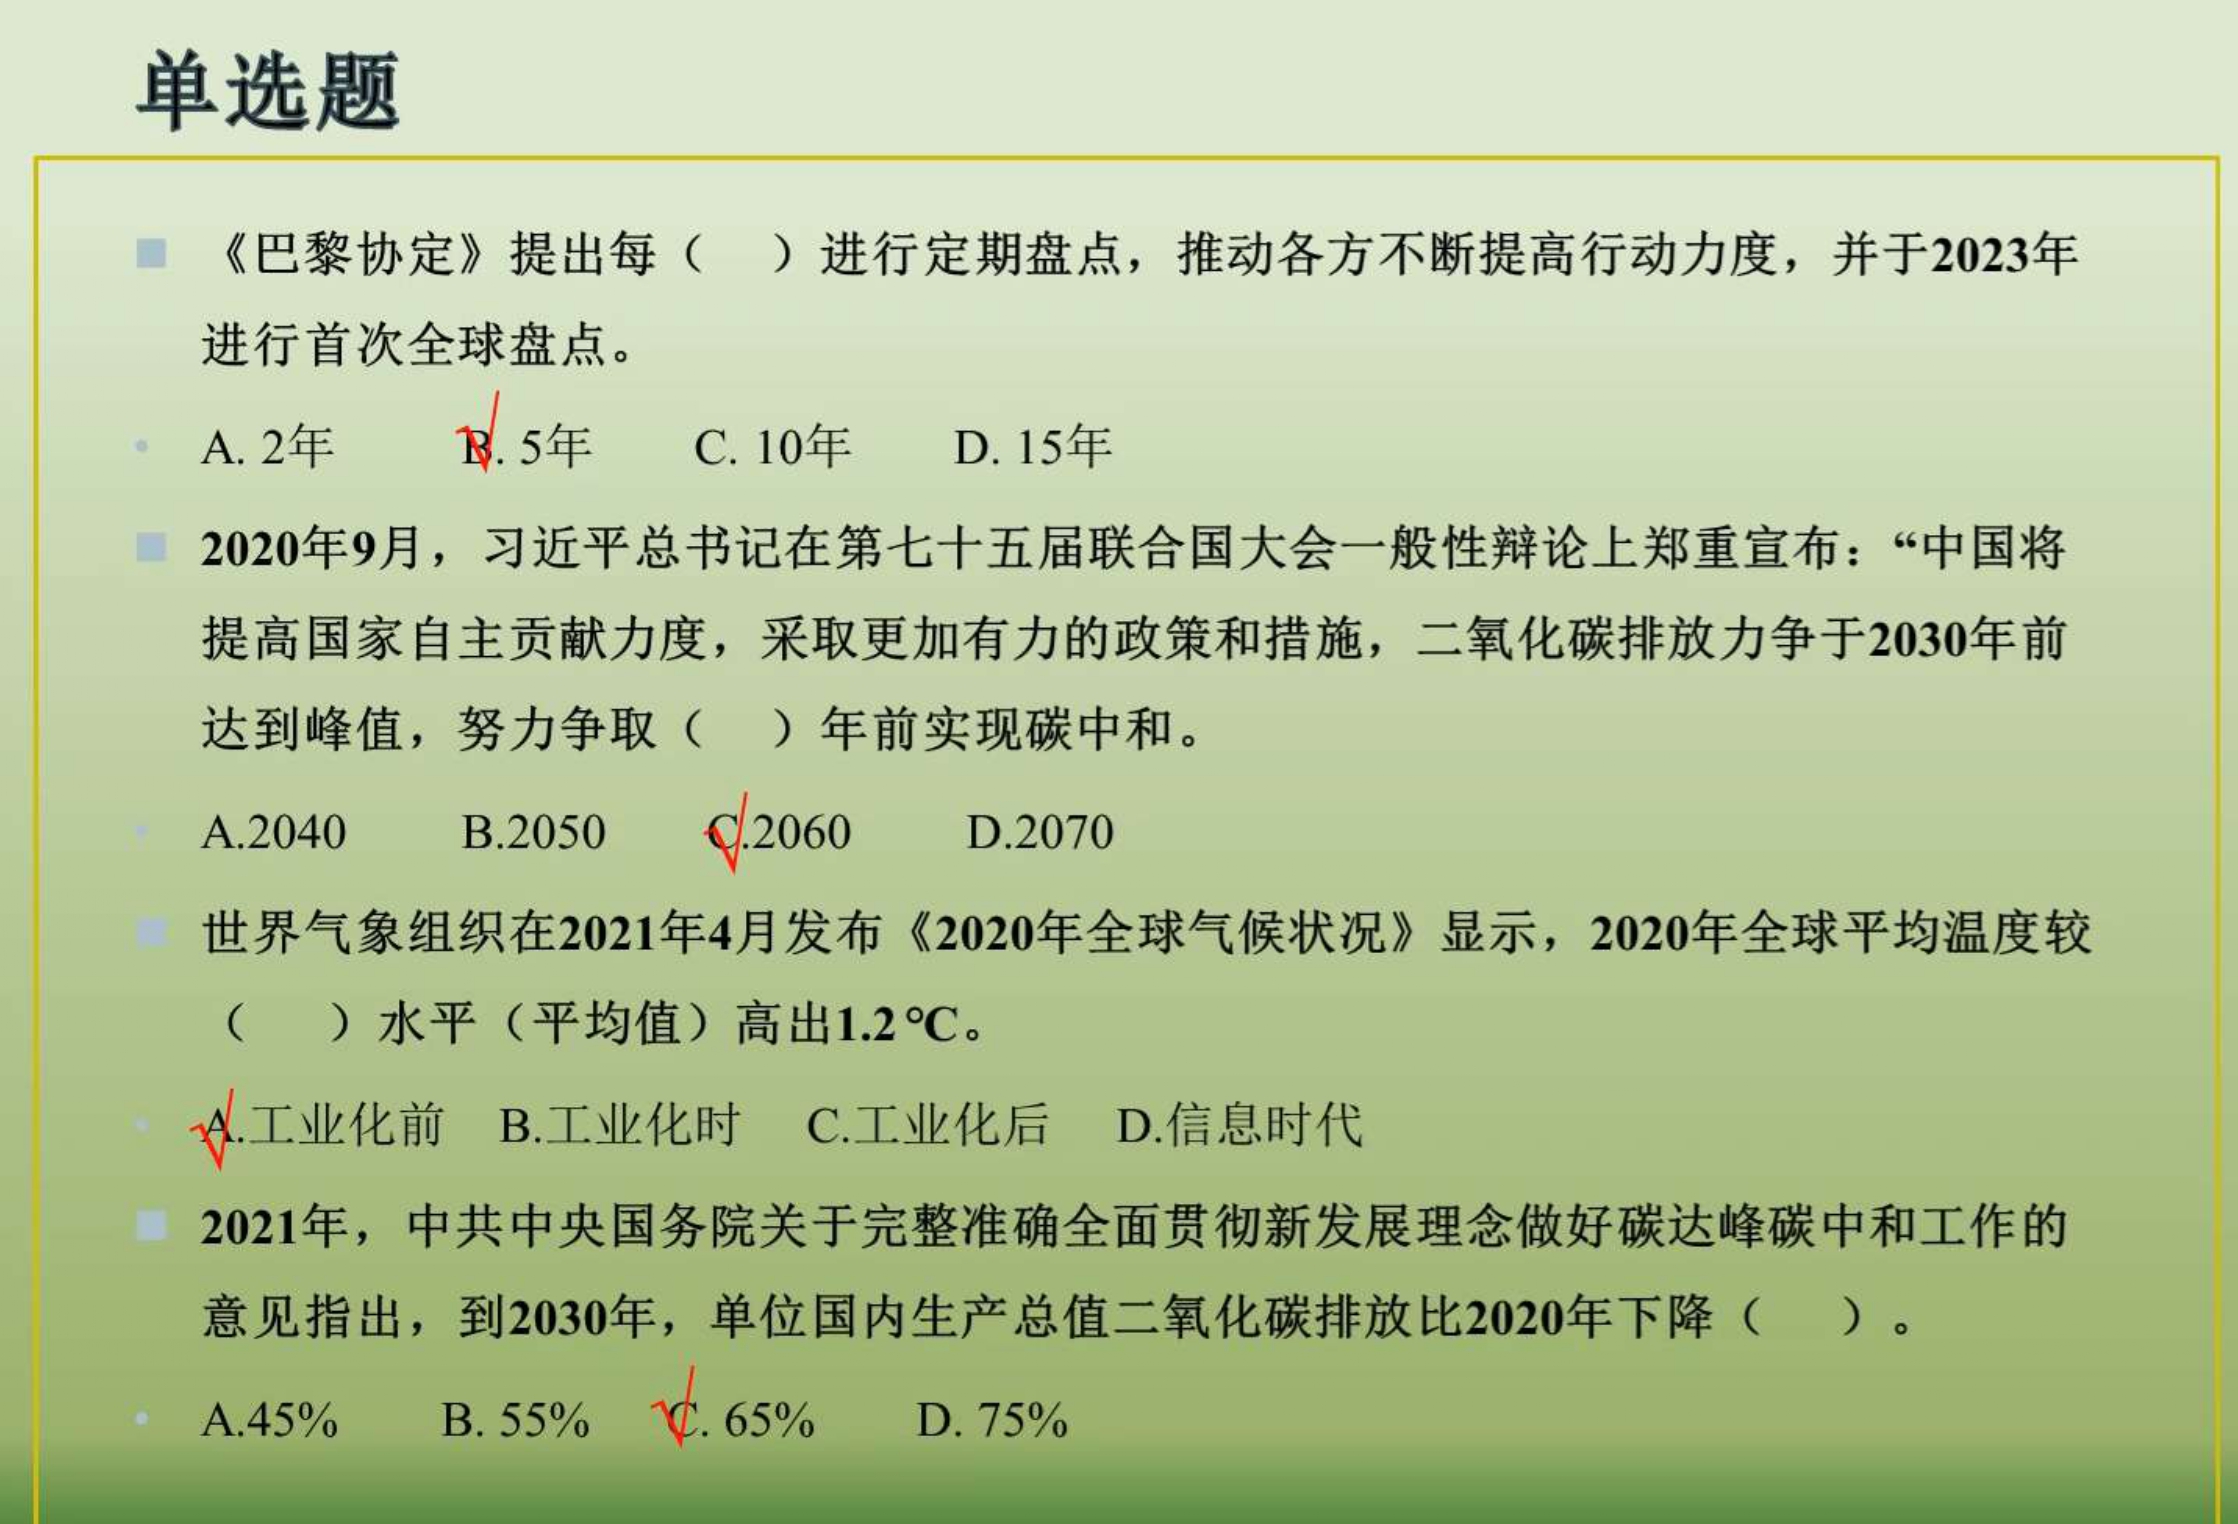 单选题
《巴黎协定》提出每（ ）进行定期盘点，推动各方不断提高行动力度，并于2023年
进行首次全球盘点。
A. 2年 B. 5年 C. 10年 D. 15年
2020年9月，习近平总书记在第七十五届联合国大会一般性辩论上郑重宣布：“中国将
提高国家自主贡献力度，采取更加有力的政策和措施，二氧化碳排放力争于2030年前
达到峰值，努力争取（ ）年前实现碳中和。
A.2040 B.2050 C.2060 D.2070
世界气象组织在2021年4月发布《2020年全球气候状况》显示，2020年全球平均温度较
（ ）水平（平均值）高出1.2℃。
A.工业化前 B.工业化时 C.工业化后 D.信息时代
2021年，中共中央国务院关于完整准确全面贯彻新发展理念做好碳达峰碳中和工作的
意见指出，到2030年，单位国内生产总值二氧化碳排放比2020年下降（ ）。
A.45% B. 55% C. 65% D. 75%